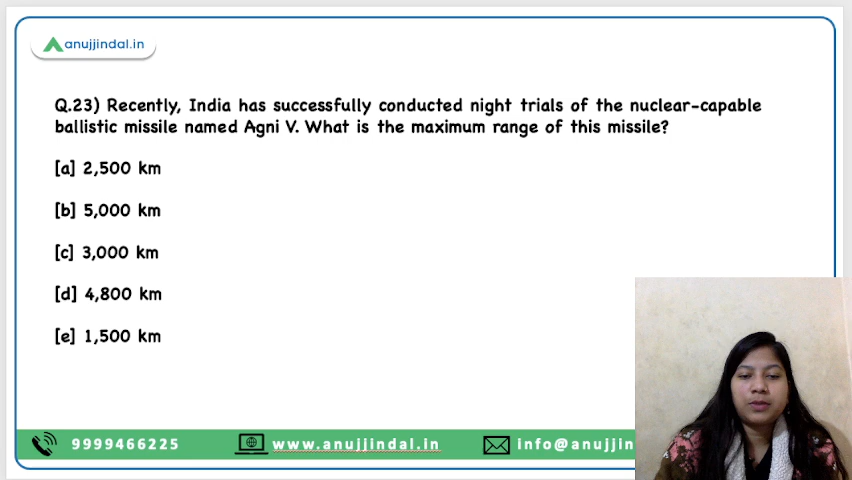 anujjindal.in
Q.23) Recently, India has successfully conducted night trials of the nuclear-capable
ballistic missile named Agni V. What is the maximum range of this missile?
[a] 2,500 km
[b] 5,000 km
[c] 3,000 km
[d] 4,800 km
[e] 1,500 km
9999466225
www.anujjindal.in
info@anujjin